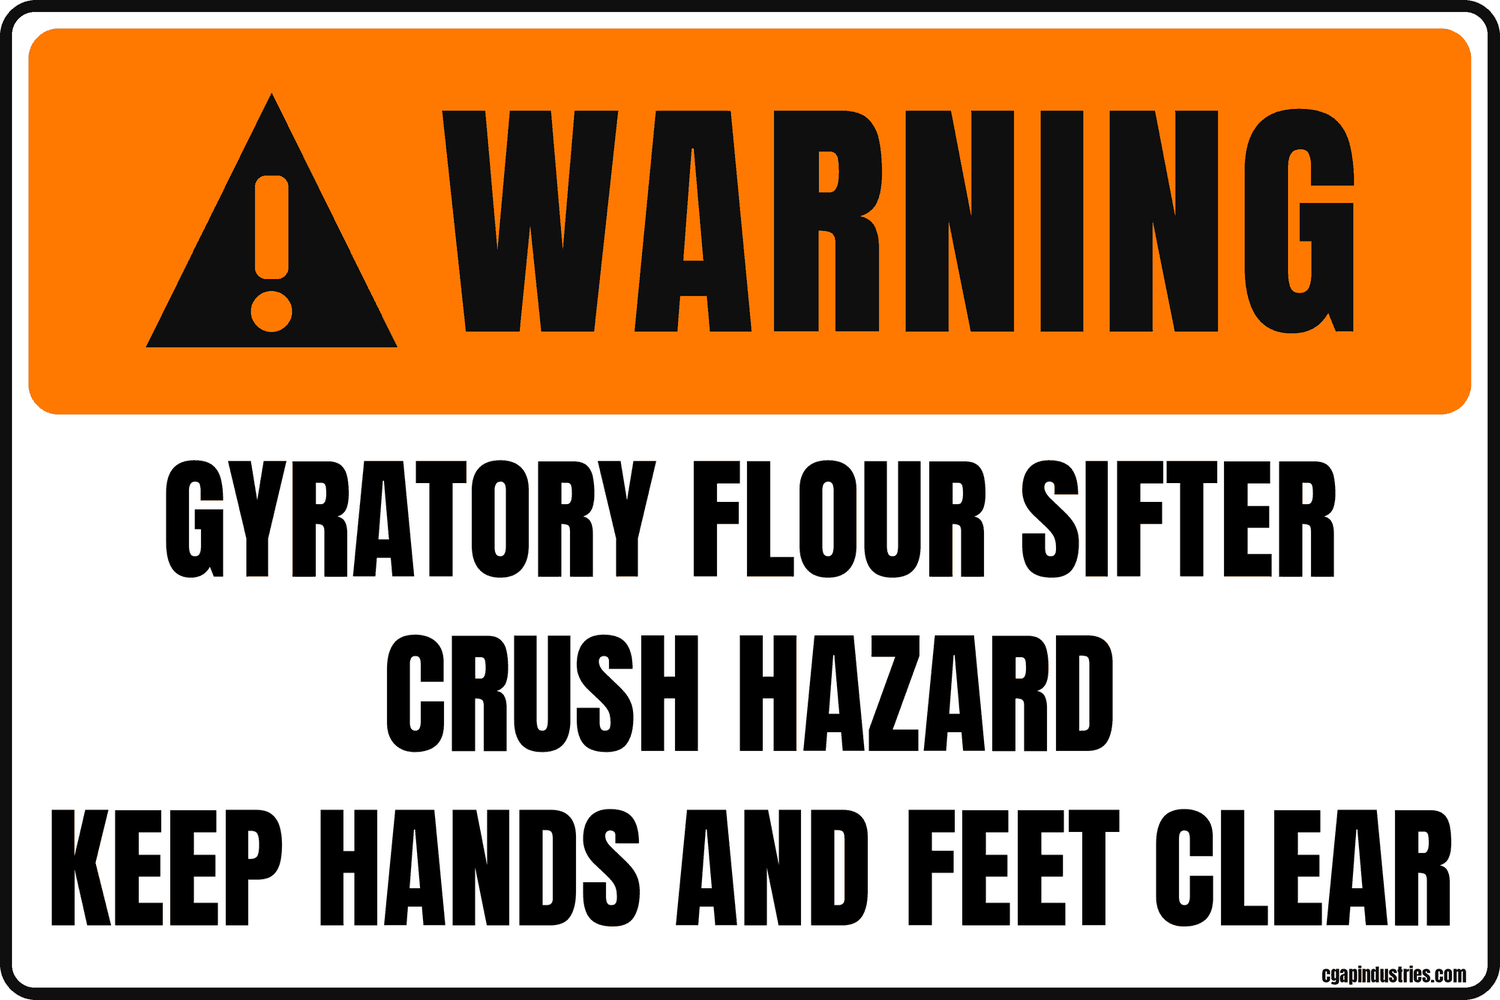 WARNING
GYRATORY FLOUR SIFTER
CRUSH HAZARD
KEEP HANDS AND FEET CLEAR
cgapindustries.com